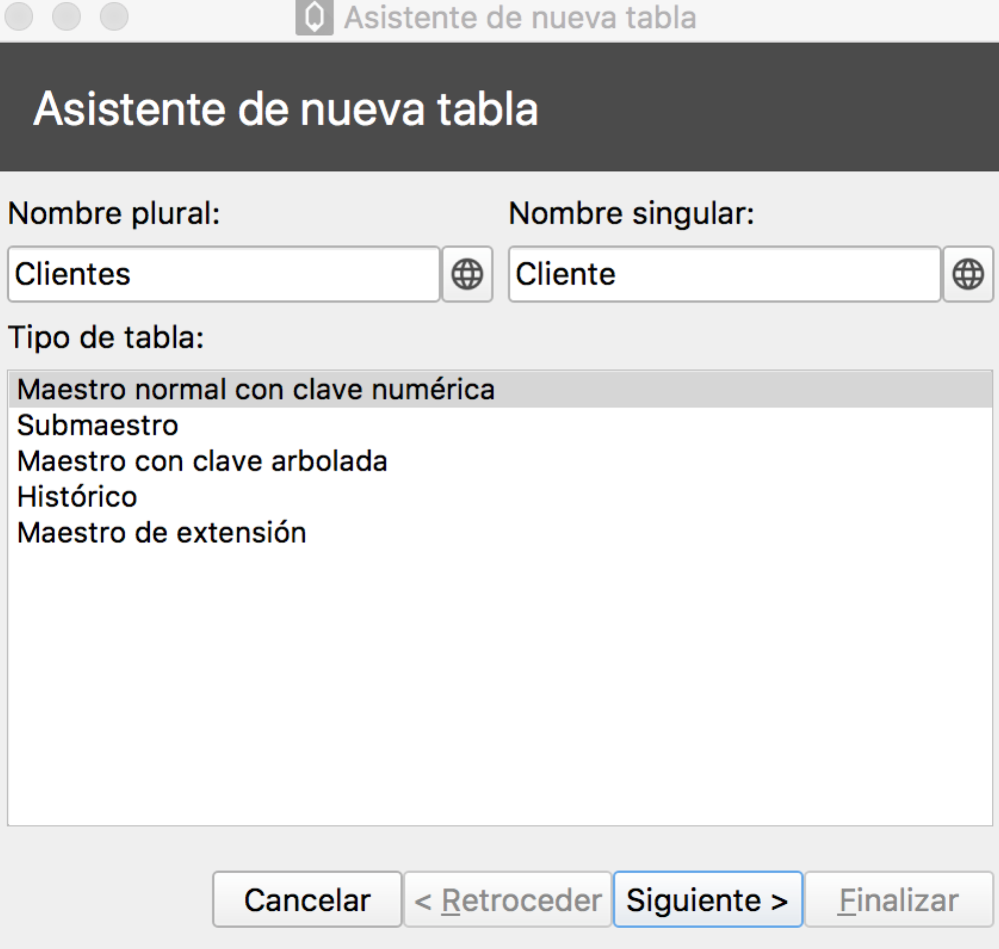 Asistente de nueva tabla
Asistente de nueva tabla
Nombre plural: Nombre singular:
Clientes Cliente
Tipo de tabla:
Maestro normal con clave numérica
Submaestro
Maestro con clave arbolada
Histórico
Maestro de extensión
Cancelar < Retroceder Siguiente > Finalizar